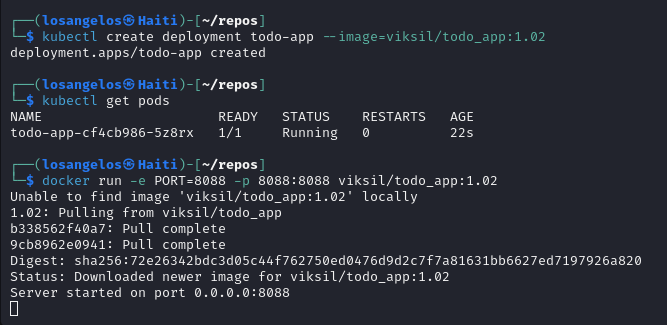 ┌──(losangelos㉿Haiti)-[~/repos]
└─$ kubectl create deployment todo-app --image=viksil/todo_app:1.02
deployment.apps/todo-app created
┌──(losangelos㉿Haiti)-[~/repos]
└─$ kubectl get pods
NAME                       READY   STATUS    RESTARTS   AGE
todo-app-cf4cb986-5z8rx   1/1     Running   0          22s
┌──(losangelos㉿Haiti)-[~/repos]
└─$ docker run -e PORT=8088 -p 8088:8088 viksil/todo_app:1.02
Unable to find image 'viksil/todo_app:1.02' locally
1.02: Pulling from viksil/todo_app
b338562f40a7: Pull complete
9cb8962e0941: Pull complete
Digest: sha256:72e26342bdc3d05c44f762750ed0476d9d2c7f7a81631bb6627ed7197926a820
Status: Downloaded newer image for viksil/todo_app:1.02
Server started on port 0.0.0.0:8088